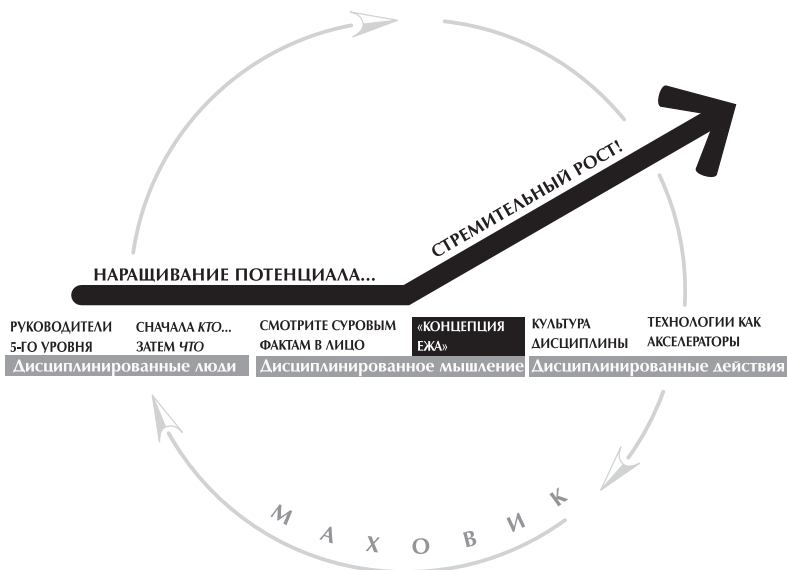 СТРЕМИТЕЛЬНЫЙ РОСТ!
НАРАЩИВАНИЕ ПОТЕНЦИАЛА...
РУКОВОДИТЕЛИ
5-ГО УРОВНЯ
СНАЧАЛА КТО...
ЗАТЕМ ЧТО
СМОТРИТЕ СУРОВЫМ
ФАКТАМ В ЛИЦО
«КОНЦЕПЦИЯ
ЕЖА»
КУЛЬТУРА
ДИСЦИПЛИНЫ
ТЕХНОЛОГИИ КАК
АКСЕЛЕРАТОРЫ
Дисциплинированные люди
Дисциплинированное мышление
Дисциплинированные действия
МАХОВИК